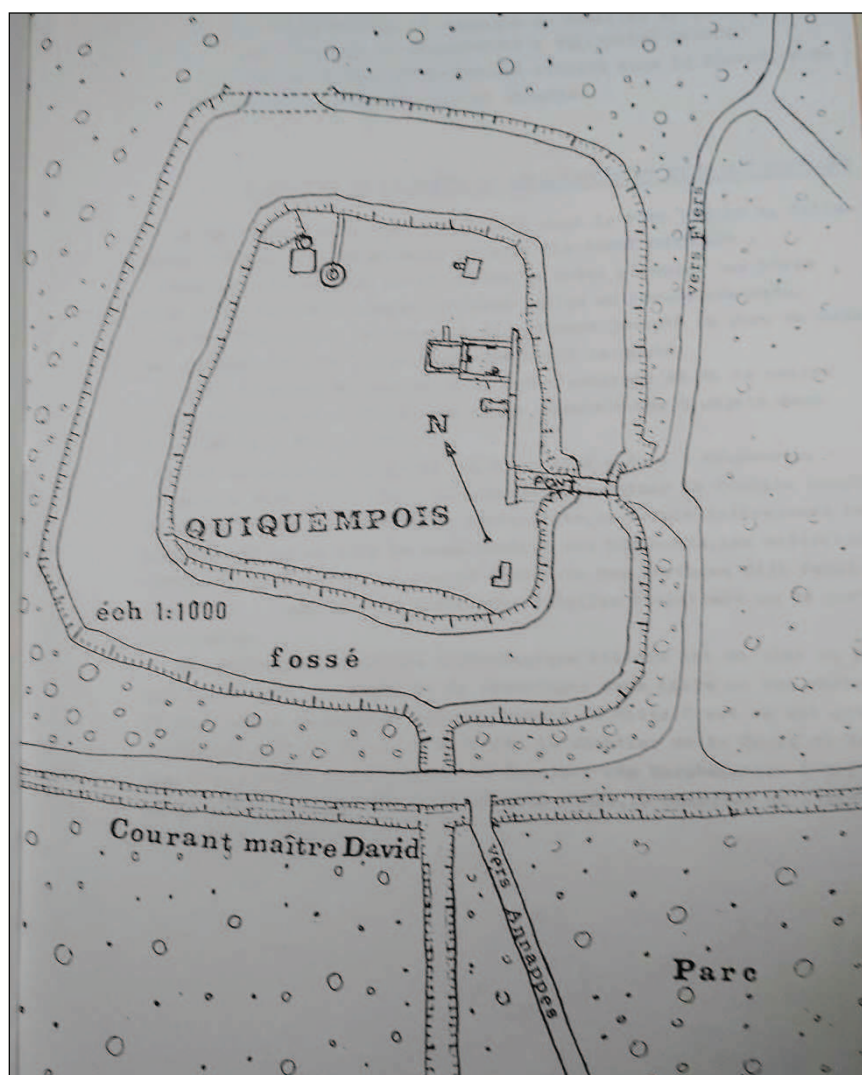 vers Flers
N
PONT
QUIQUEMPOIS
éch 1:1000
fossé
Courant maître David
vers Annappes
Parc